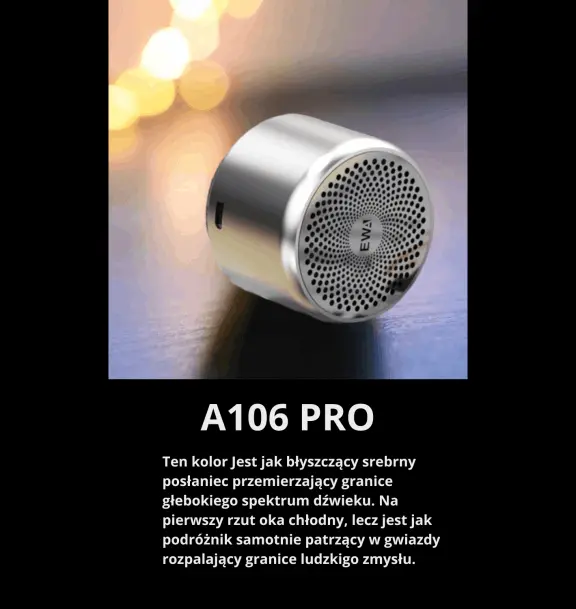 EWA
A106 PRO
Ten kolor Jest jak błyszczący srebrny
posłaniec przemierzający granice
głebokiego spektrum dźwieku. Na
pierwszy rzut oka chłodny, lecz jest jak
podróżnik samotnie patrzący w gwiazdy
rozpalający granice ludzkigo zmysłu.